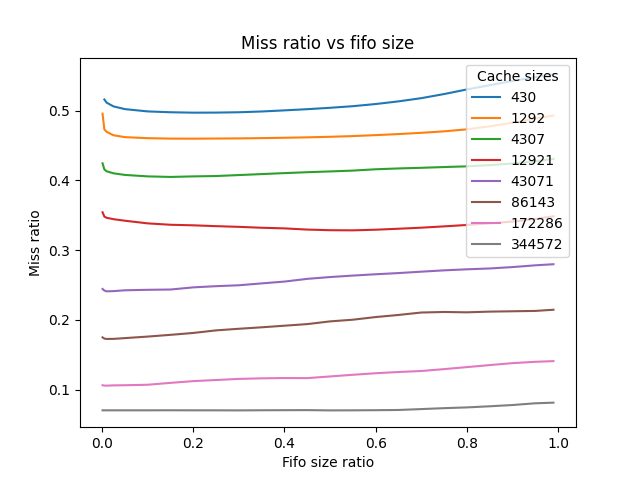 Miss ratio vs fifo size
Cache sizes
430
1292
4307
12921
43071
86143
172286
344572
Miss ratio
0.5
0.4
0.3
0.2
0.1
0.0 0.2 0.4 0.6 0.8 1.0
Fifo size ratio